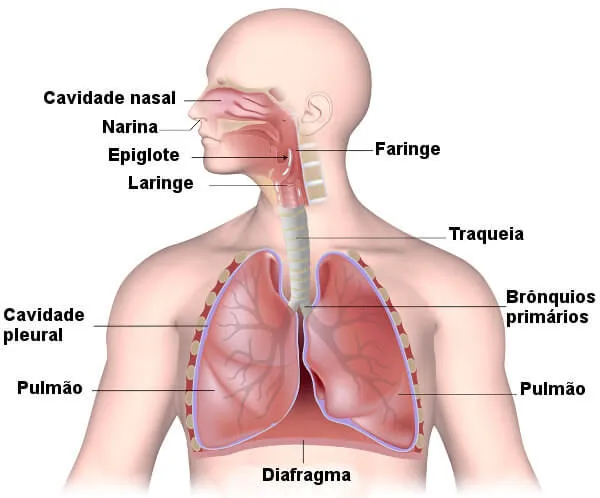 Cavidade nasal
Narina
Epiglote
Laringe
Faringe
Traqueia
Brônquios
primários
Cavidade
pleural
Pulmão
Pulmão
Diafragma